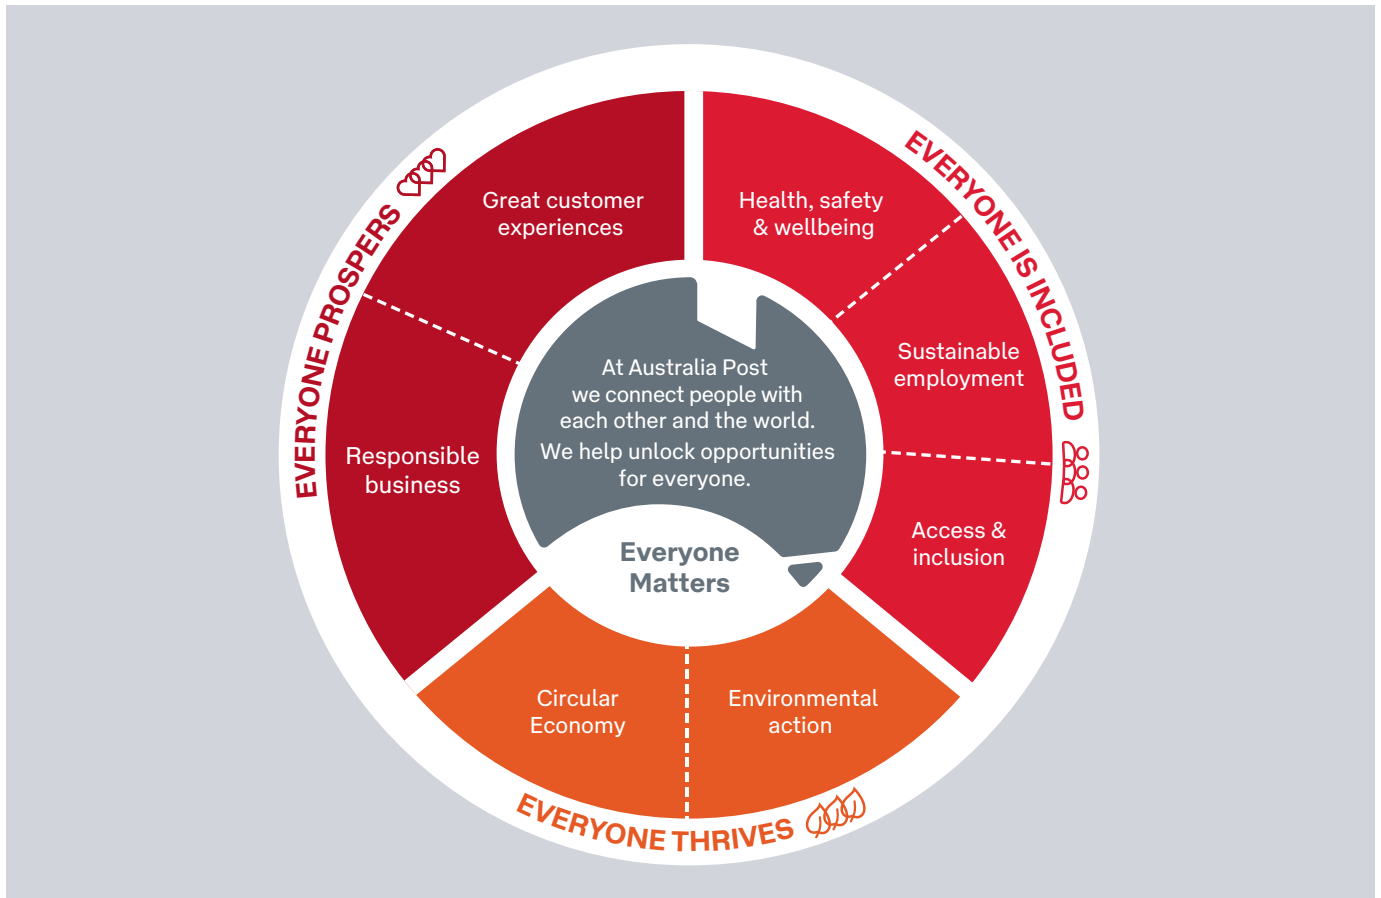 EVERYONE PROSPERS
Great customer
experiences
Responsible
business
EVERYONE IS INCLUDED
Health, safety
& wellbeing
Sustainable
employment
Access &
inclusion
At Australia Post
we connect people with
each other and the world.
We help unlock opportunities
for everyone.
Everyone
Matters
Circular
Economy
Environmental
action
EVERYONE THRIVES